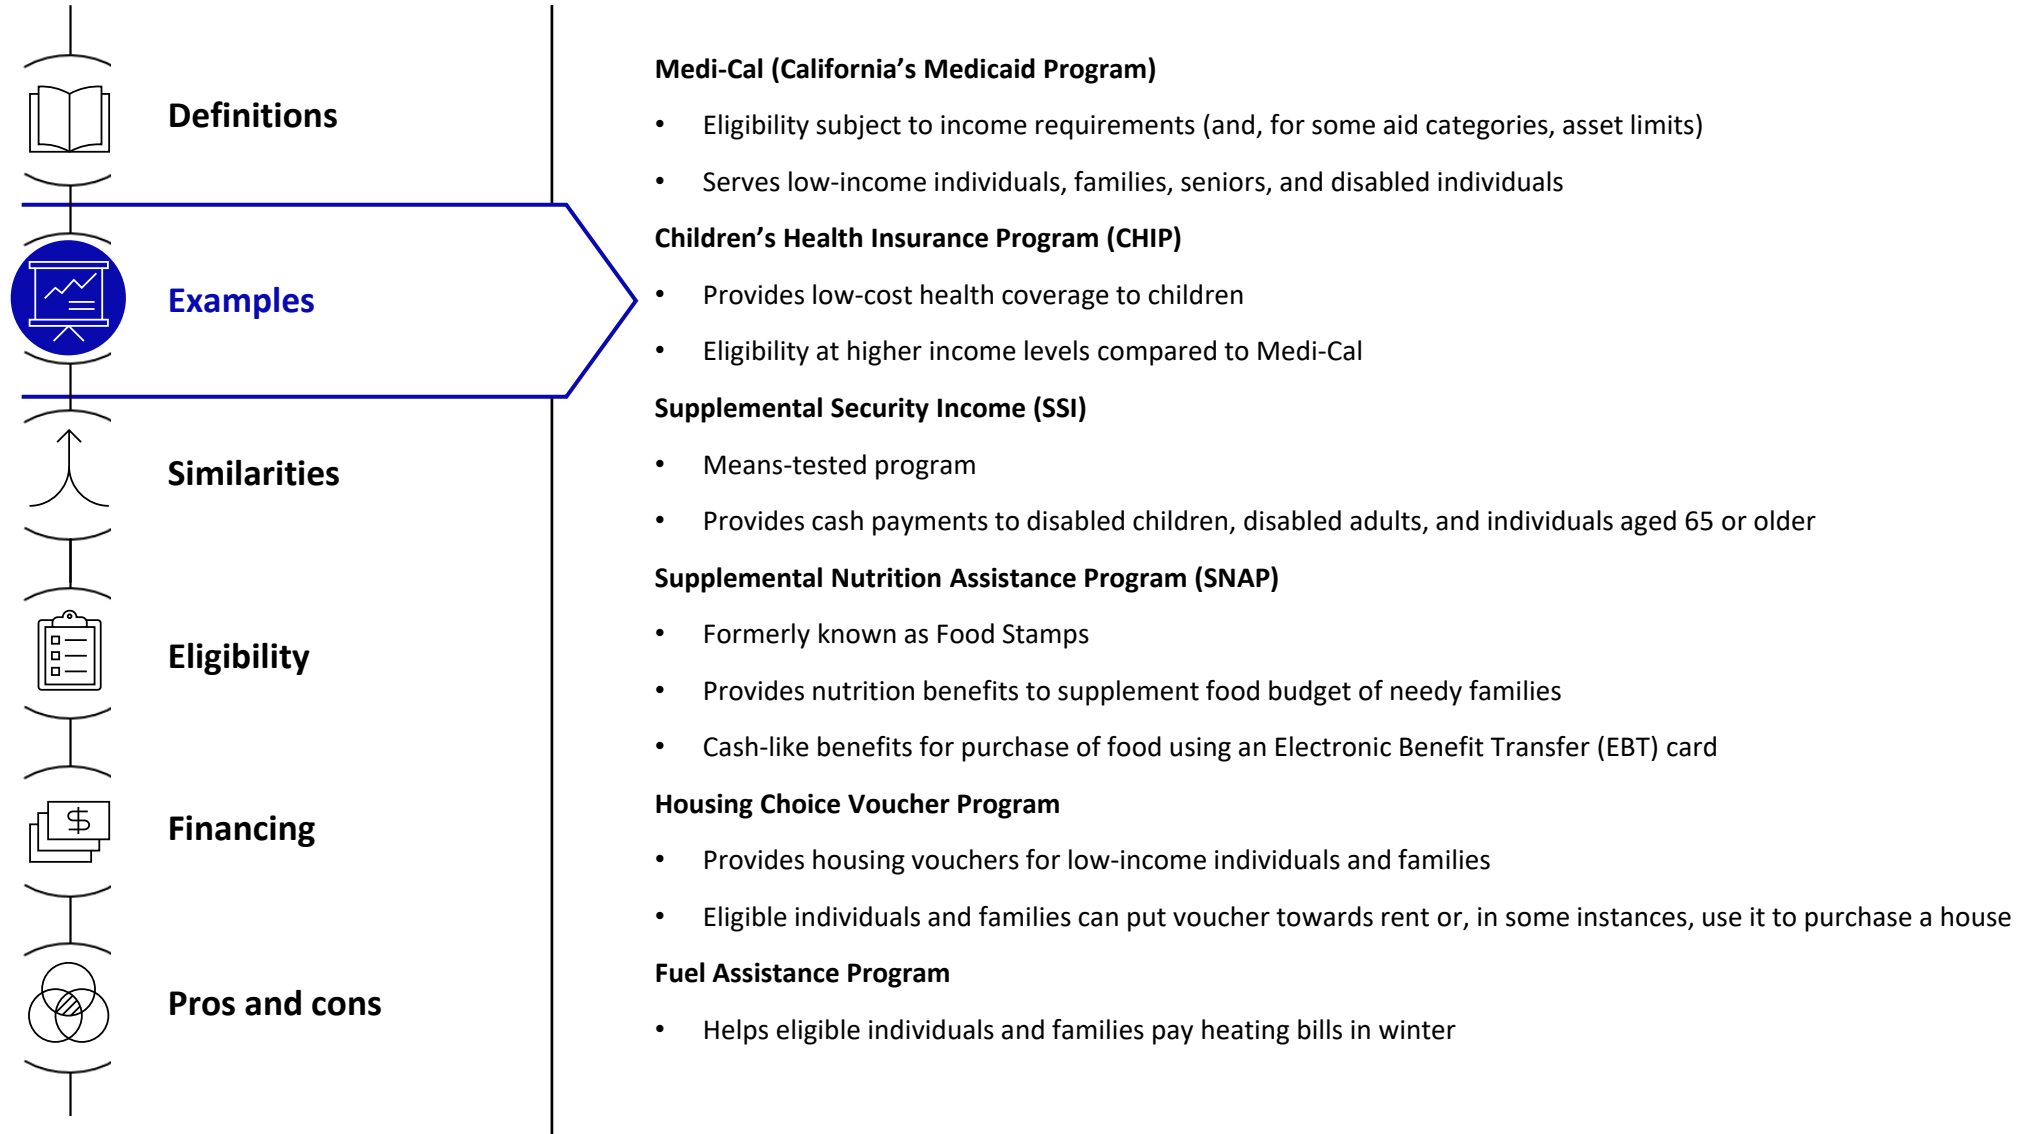 Definitions
Examples
Similarities
Eligibility
Financing
$
Pros and cons
Medi-Cal (California’s Medicaid Program)
• Eligibility subject to income requirements (and, for some aid categories, asset limits)
• Serves low-income individuals, families, seniors, and disabled individuals
Children’s Health Insurance Program (CHIP)
• Provides low-cost health coverage to children
• Eligibility at higher income levels compared to Medi-Cal
Supplemental Security Income (SSI)
• Means-tested program
• Provides cash payments to disabled children, disabled adults, and individuals aged 65 or older
Supplemental Nutrition Assistance Program (SNAP)
• Formerly known as Food Stamps
• Provides nutrition benefits to supplement food budget of needy families
• Cash-like benefits for purchase of food using an Electronic Benefit Transfer (EBT) card
Housing Choice Voucher Program
• Provides housing vouchers for low-income individuals and families
• Eligible individuals and families can put voucher towards rent or, in some instances, use it to purchase a house
Fuel Assistance Program
• Helps eligible individuals and families pay heating bills in winter